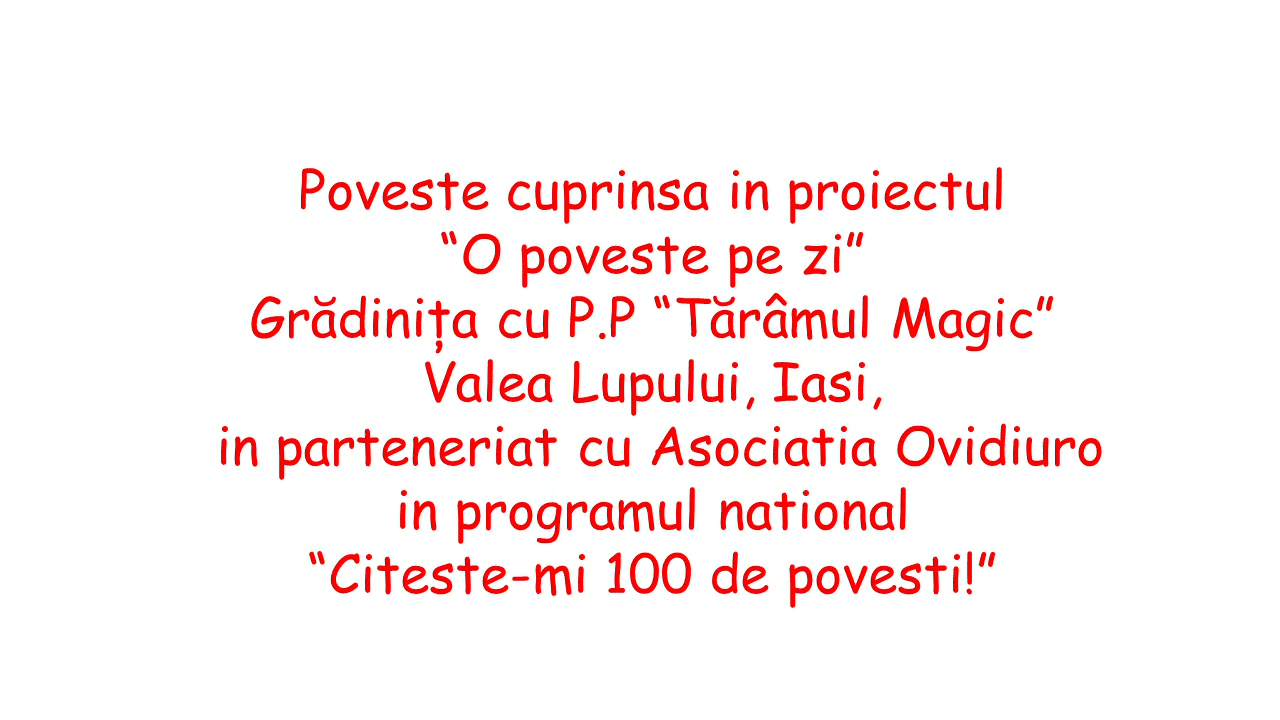 Poveste cuprinsa in proiectul
“O poveste pe zi”
Grădinița cu P.P “Tărâmul Magic”
Valea Lupului, Iasi,
in parteneriat cu Asociatia Ovidiuro
in programul national
“Citeste-mi 100 de povesti!”